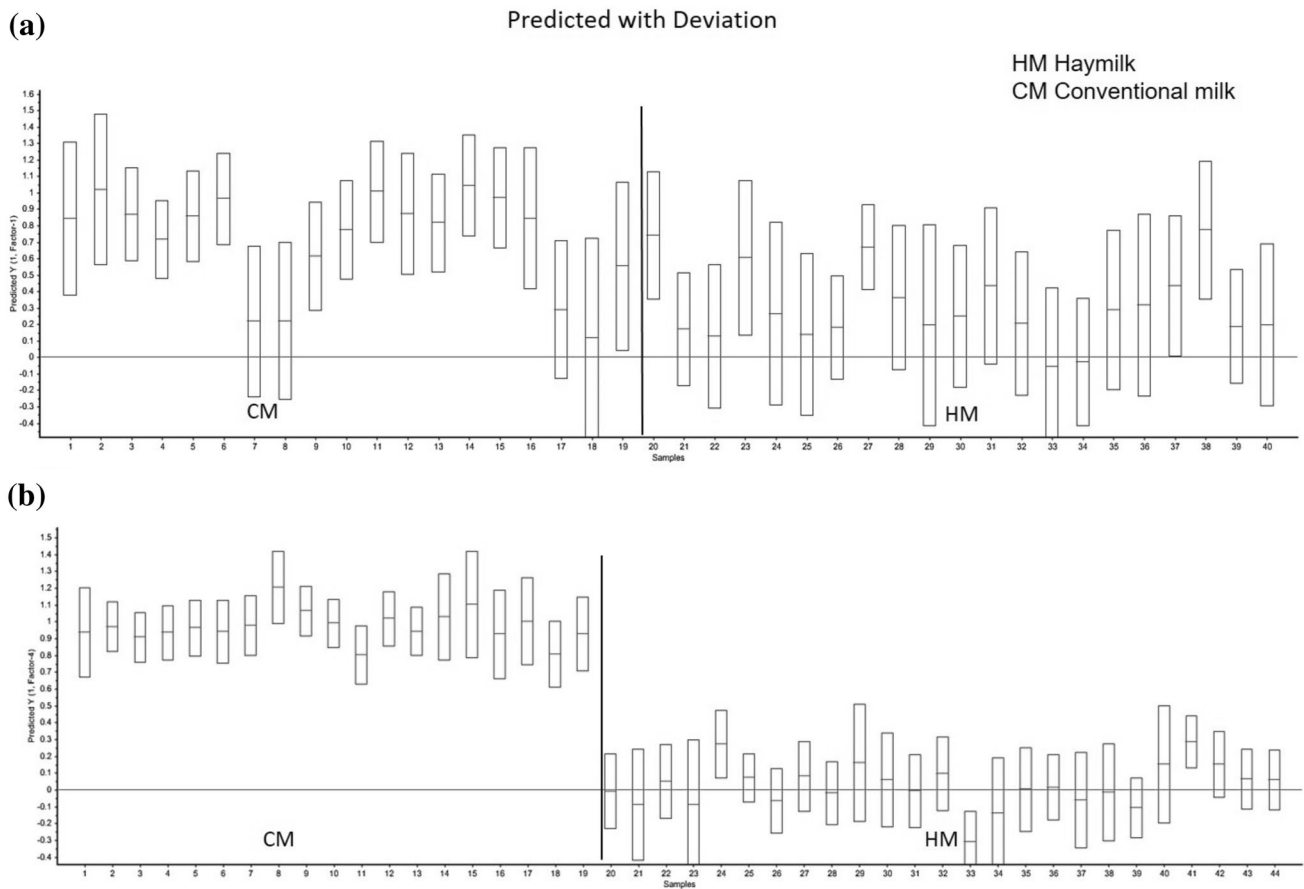 (a)
Predicted with Deviation
HM Haymilk
CM Conventional milk
Predicted Y (1, Factor-1)
1.6
1.5
1.4
1.3
1.2
1.1
1
0.9
0.8
0.7
0.6
0.5
0.4
0.3
0.2
0.1
0
-0.1
-0.2
-0.3
-0.4
CM
HM
1 2 3 4 5 6 7 8 9 10 11 12 13 14 15 16 17 18 19 20 21 22 23 24 25 26 27 28 29 30 31 32 33 34 35 36 37 38 39 40
Samples
(b)
Predicted Y (1, Factor-4)
1.5
1.4
1.3
1.2
1.1
1
0.9
0.8
0.7
0.6
0.5
0.4
0.3
0.2
0.1
0
-0.1
-0.2
-0.3
-0.4
CM
HM
1 2 3 4 5 6 7 8 9 10 11 12 13 14 15 16 17 18 19 20 21 22 23 24 25 26 27 28 29 30 31 32 33 34 35 36 37 38 39 40 41 42 43 44
Samples